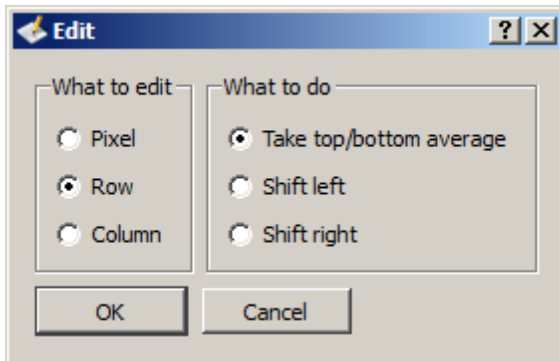 Edit
What to edit
Pixel
Row
Column
What to do
Take top/bottom average
Shift left
Shift right
OK
Cancel